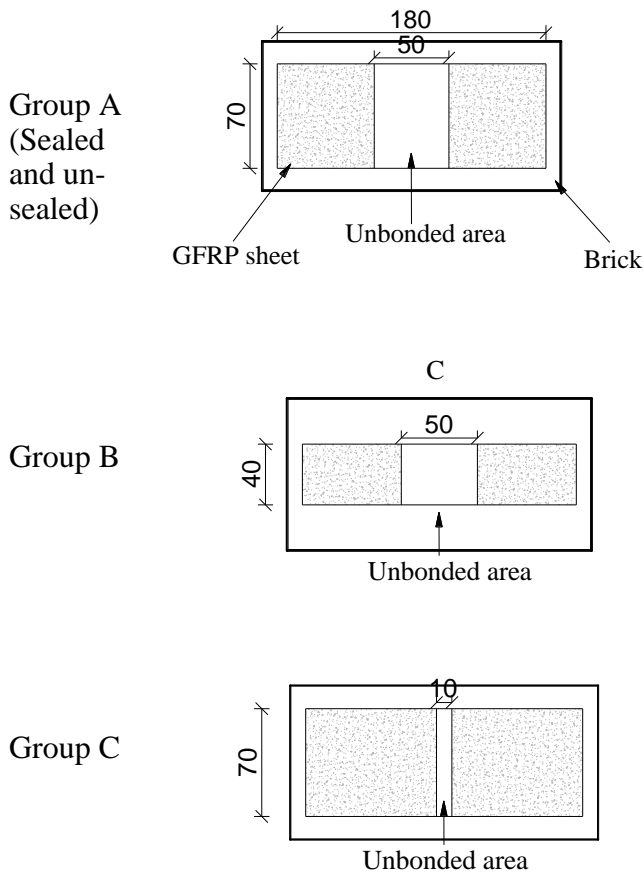 180
50
70
Group A
(Sealed
and un-
sealed)
Unbonded area
GFRP sheet
Brick
C
50
Group B
40
Unbonded area
10
Group C
70
Unbonded area